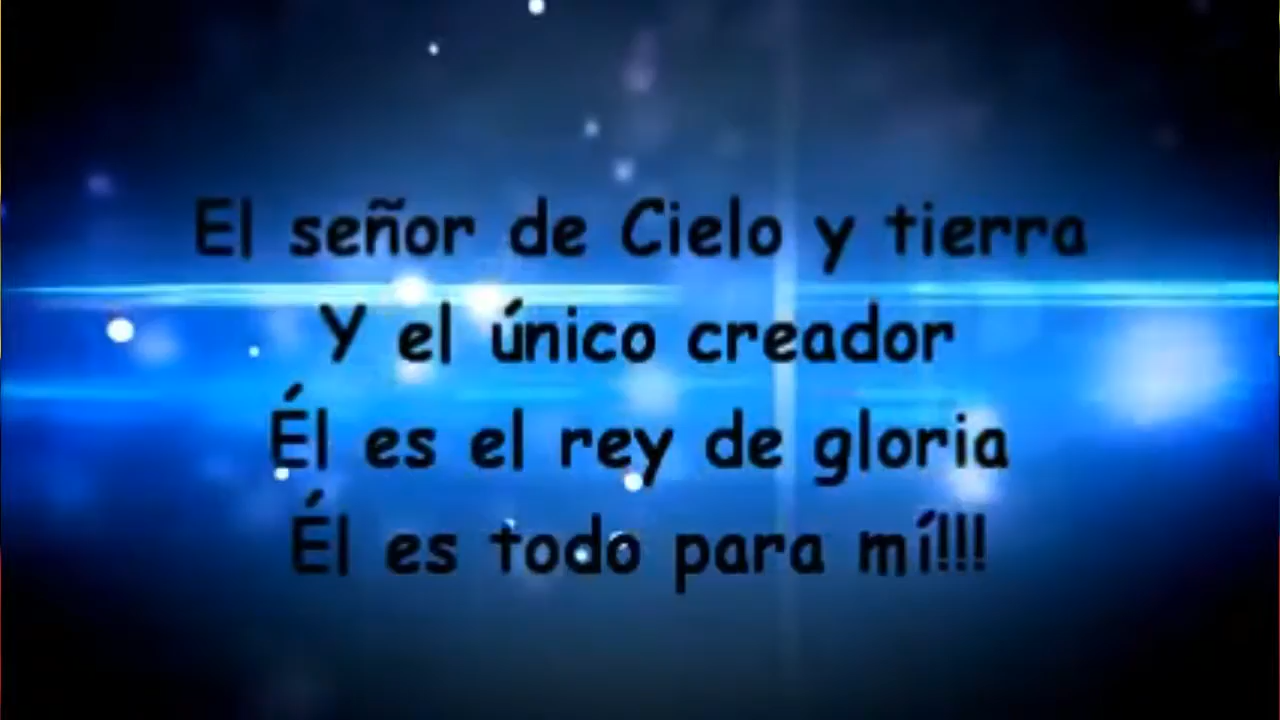 El señor de Cielo y tierra
Y el único creador
Él es el rey de gloria
Él es todo para mí!!!